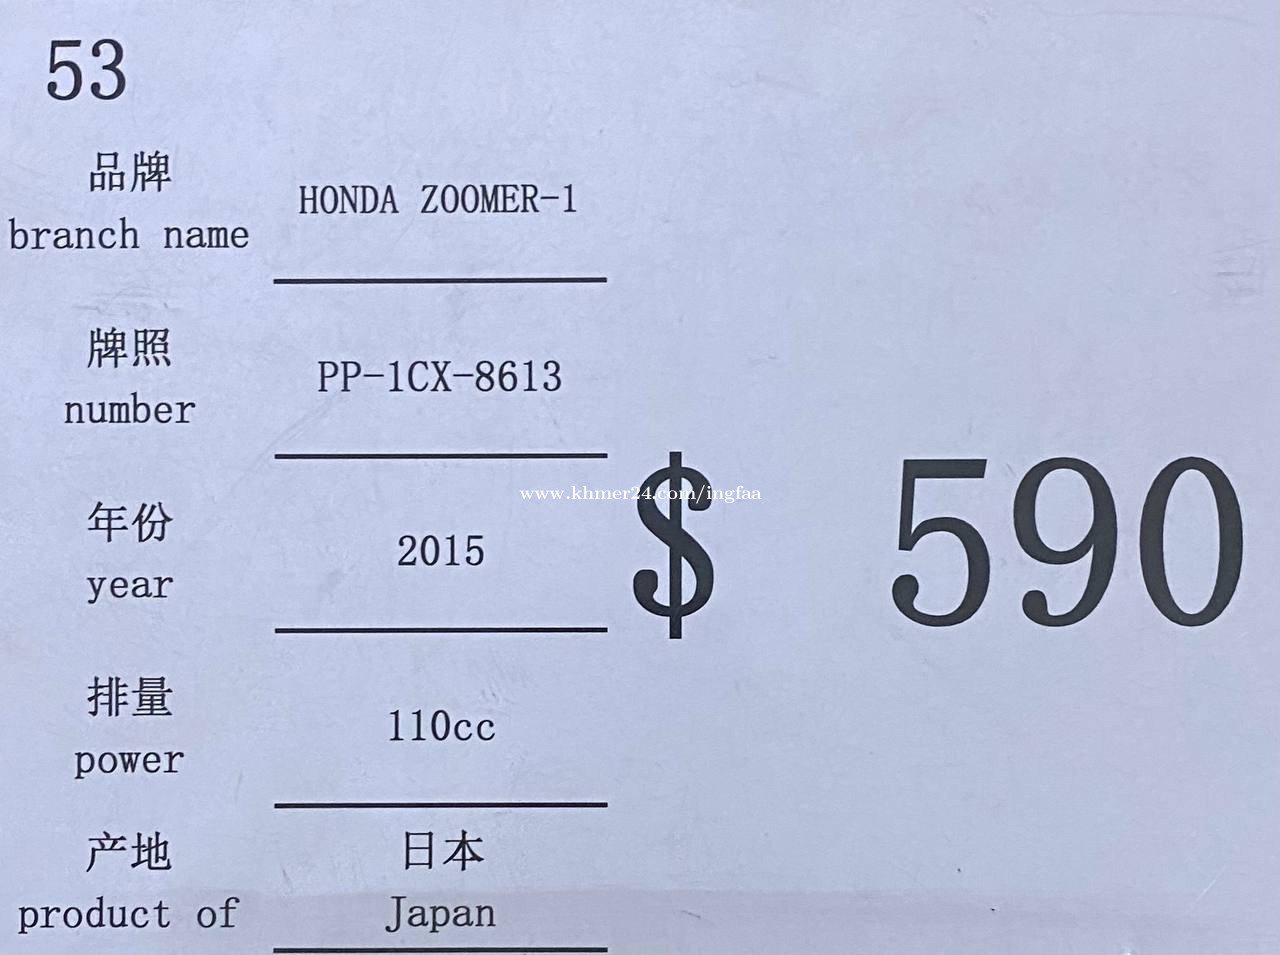 53
品牌
branch name
HONDA ZOOMER-1
牌照
number
PP-1CX-8613
年份
year
2015
排量
power
110cc
产地
product of
日本
Japan
$ 590
www.khmer24.com/ingfaa